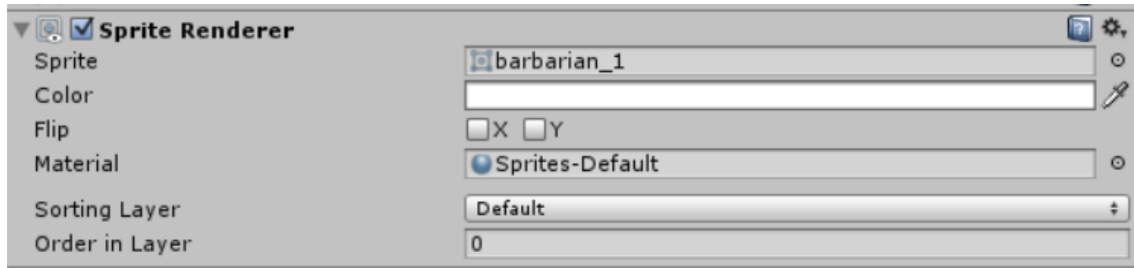 Sprite Renderer
Sprite barbarian_1
Color
Flip X Y
Material Sprites-Default
Sorting Layer Default
Order in Layer 0